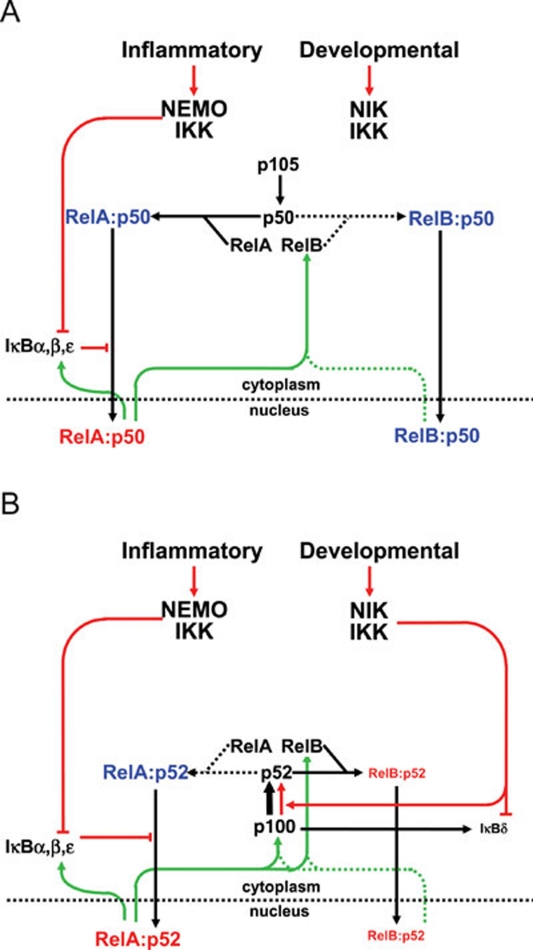 A
Inflammatory Developmental
NEMO NIK
IKK IKK
p105
RelA:p50 p50 RelB:p50
RelA RelB
IκBα,β,ε
cytoplasm
nucleus
RelA:p50 RelB:p50
B
Inflammatory Developmental
NEMO NIK
IKK IKK
RelA RelB
RelA:p52 p52 RelB:p52
p100 IκBδ
IκBα,β,ε
cytoplasm
nucleus
RelA:p52 RelB:p52